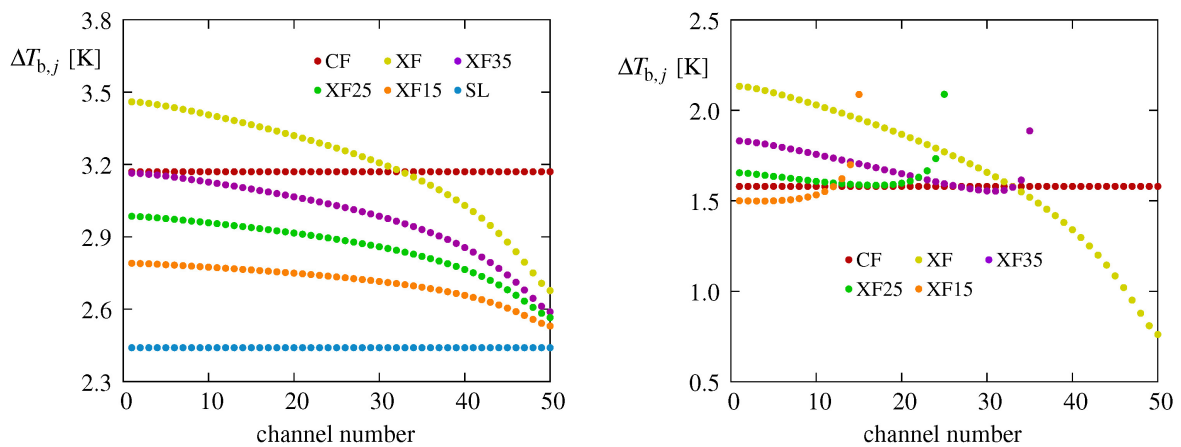 3.8
ΔT_b,j [K]
CF XF XF35
XF25 XF15 SL
3.5
3.2
2.9
2.6
2.3
0 10 20 30 40 50
channel number
2.5
ΔT_b,j [K]
2.0
1.5
CF XF XF35
XF25 XF15
1.0
0.5
0 10 20 30 40 50
channel number